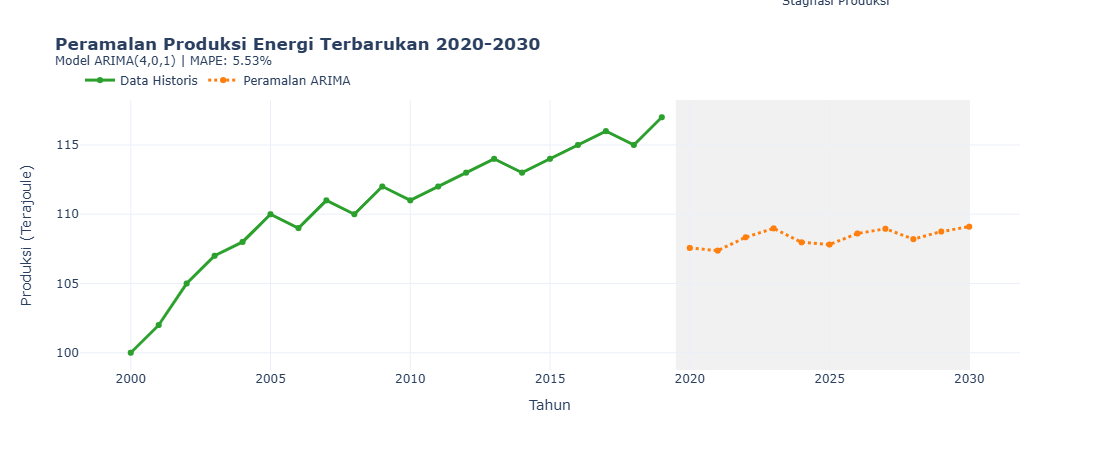 Stagnasi Produksi
Peramalan Produksi Energi Terbarukan 2020-2030
Model ARIMA(4,0,1) | MAPE: 5.53%
Data Historis
Peramalan ARIMA
Produksi (Terajoule)
115
110
105
100
2000
2005
2010
2015
2020
2025
2030
Tahun